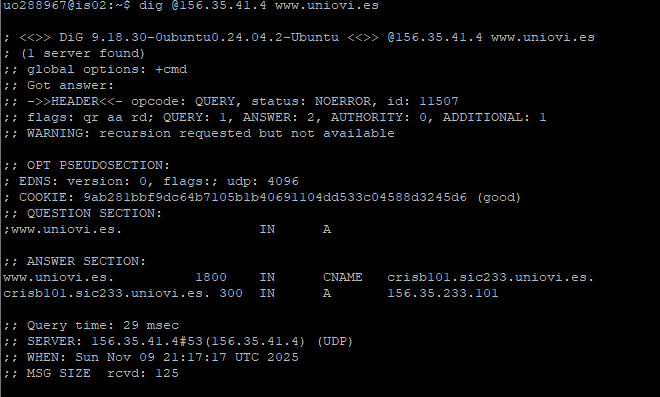 uo288967@is02:~$ dig @156.35.41.4 www.uniovi.es

; <<>> DiG 9.18.30-0ubuntu0.24.04.2-Ubuntu <<>> @156.35.41.4 www.uniovi.es
; (1 server found)
;; global options: +cmd
;; Got answer:
;; ->>HEADER<<- opcode: QUERY, status: NOERROR, id: 11507
;; flags: qr aa rd; QUERY: 1, ANSWER: 2, AUTHORITY: 0, ADDITIONAL: 1
;; WARNING: recursion requested but not available

;; OPT PSEUDOSECTION:
; EDNS: version: 0, flags:; udp: 4096
; COOKIE: 9ab281bbf9dc64b7105b1b40691104dd533c04588d3245d6 (good)
;; QUESTION SECTION:
;www.uniovi.es.                 IN      A

;; ANSWER SECTION:
www.uniovi.es.          1800    IN      CNAME   crisb101.sic233.uniovi.es.
crisb101.sic233.uniovi.es. 300  IN      A       156.35.233.101

;; Query time: 29 msec
;; SERVER: 156.35.41.4#53(156.35.41.4) (UDP)
;; WHEN: Sun Nov 09 21:17:17 UTC 2025
;; MSG SIZE  rcvd: 125